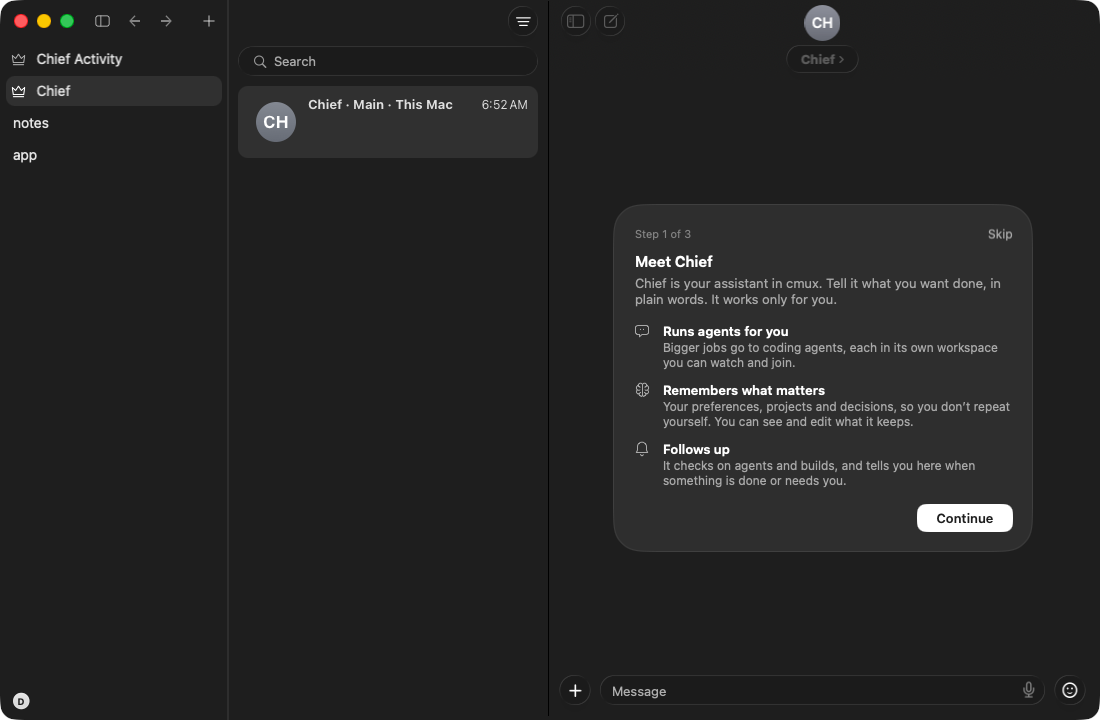 Chief Activity
Chief
notes
app
D
Search
CH
Chief · Main · This Mac 6:52 AM
CH
Chief >
Step 1 of 3 Skip
Meet Chief
Chief is your assistant in cmux. Tell it what you want done, in
plain words. It works only for you.
Runs agents for you
Bigger jobs go to coding agents, each in its own workspace
you can watch and join.
Remembers what matters
Your preferences, projects and decisions, so you don’t repeat
yourself. You can see and edit what it keeps.
Follows up
It checks on agents and builds, and tells you here when
something is done or needs you.
Continue
Message